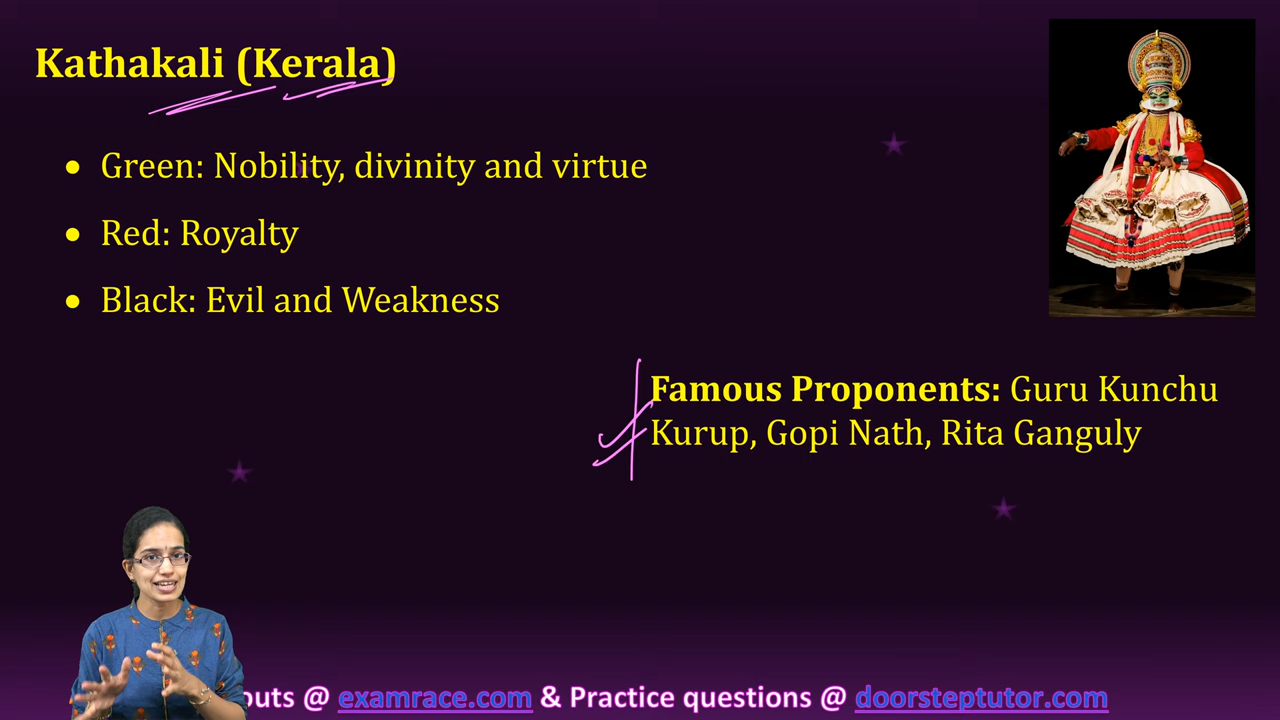 Kathakali (Kerala)
• Green: Nobility, divinity and virtue
• Red: Royalty
• Black: Evil and Weakness
Famous Proponents: Guru Kunchu
Kurup, Gopi Nath, Rita Ganguly
@ examrace.com & Practice questions @ doorsteptutor.com